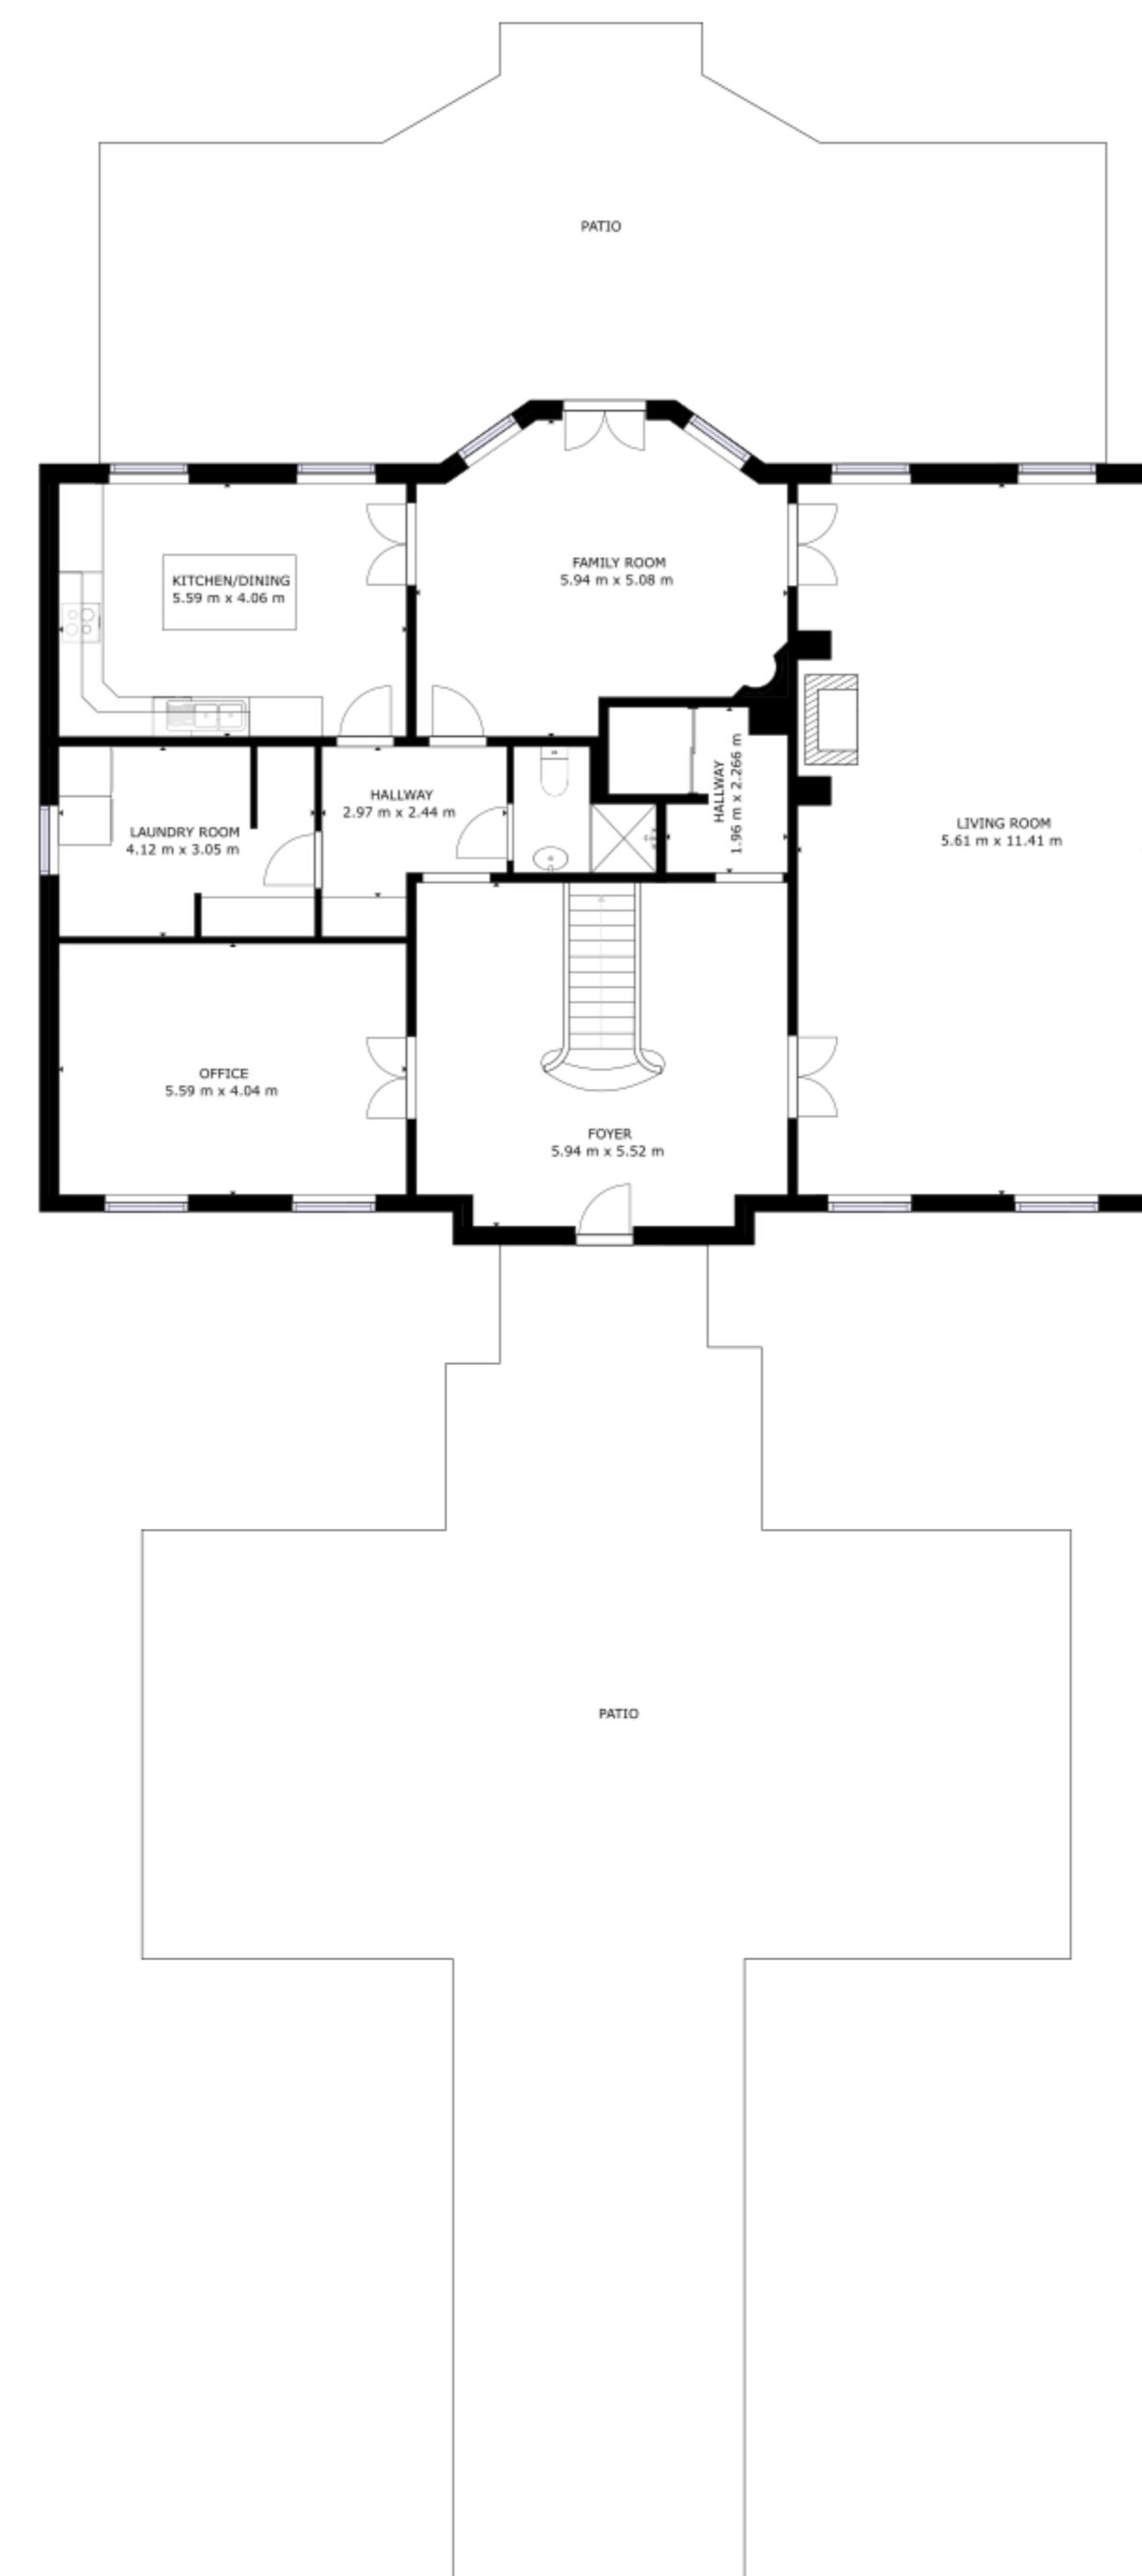 PATIO
FAMILY ROOM
5.94 m x 5.08 m
KITCHEN/DINING
5.59 m x 4.06 m
HALLWAY
2.97 m x 2.44 m
HALLWAY
1.96 m x 2.266 m
LAUNDRY ROOM
4.12 m x 3.05 m
LIVING ROOM
5.61 m x 11.41 m
OFFICE
5.59 m x 4.04 m
FOYER
5.94 m x 5.52 m
PATIO